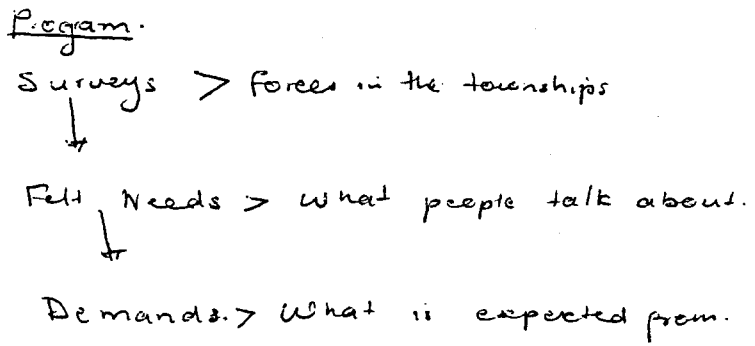 Program.
Surveys > forces in the townships
Felt Needs > What people talk about.
Demands. > What is expected from.